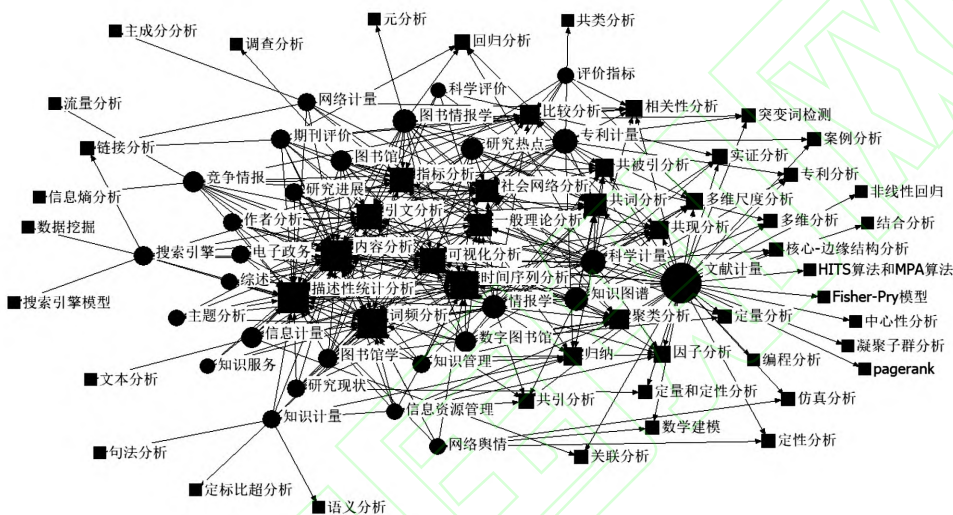 主成分分析
元分析
共类分析
调查分析
回归分析
评价指标
科学评价
流量分析
网络计量
图书情报学
比较分析
相关性分析
突变词检测
链接分析
期刊评价
研究热点
专利计量
案例分析
图书馆
共被引分析
实证分析
竞争情报
指标分析
专利分析
信息熵分析
研究进展
社会网络分析
非线性回归
共词分析
多维尺度分析
数据挖掘
作者分析
引文分析
一般理论分析
共现分析
多维分析
结合分析
搜索引擎
电子政务
内容分析
可视化分析
科学计量
核心-边缘结构分析
综述
描述性统计分析
时间序列分析
文献计量
HITS算法和MPA算法
搜索引擎模型
情报学
知识图谱
Fisher-Pry模型
主题分析
词频分析
聚类分析
定量分析
中心性分析
信息计量
数字图书馆
凝聚子群分析
知识服务
图书馆学
知识管理
归纳
因子分析
编程分析
pagerank
文本分析
研究现状
共引分析
定量和定性分析
仿真分析
知识计量
信息资源管理
数学建模
句法分析
网络舆情
关联分析
定性分析
定标比超分析
语义分析